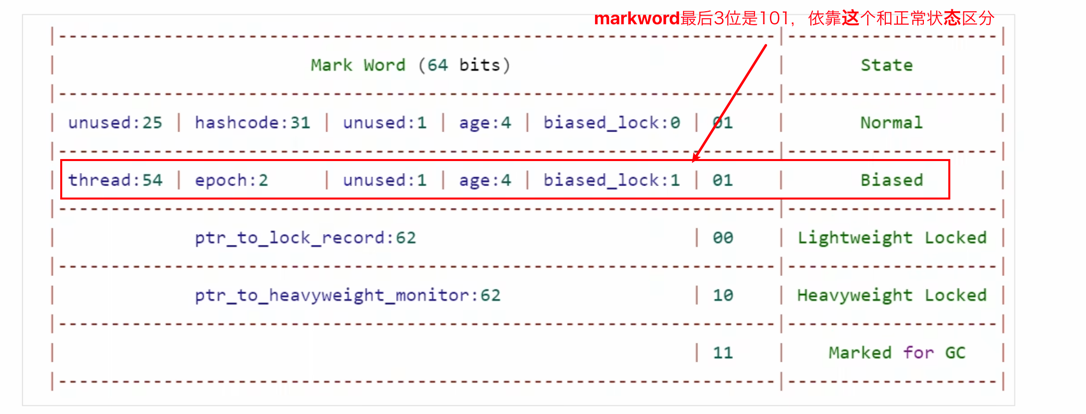 markword最后3位是101，依靠这个和正常状态区分
|--------------------------------------------------------------------|--------------------|
| Mark Word (64 bits) | State |
|--------------------------------------------------------------------|--------------------|
| unused:25 | hashcode:31 | unused:1 | age:4 | biased_lock:0 | 01 | Normal |
|--------------------------------------------------------------------|--------------------|
| thread:54 | epoch:2 | unused:1 | age:4 | biased_lock:1 | 01 | Biased |
|--------------------------------------------------------------------|--------------------|
| ptr_to_lock_record:62 | 00 | Lightweight Locked |
|--------------------------------------------------------------------|--------------------|
| ptr_to_heavyweight_monitor:62 | 10 | Heavyweight Locked |
|--------------------------------------------------------------------|--------------------|
| | 11 | Marked for GC |
|--------------------------------------------------------------------|--------------------|